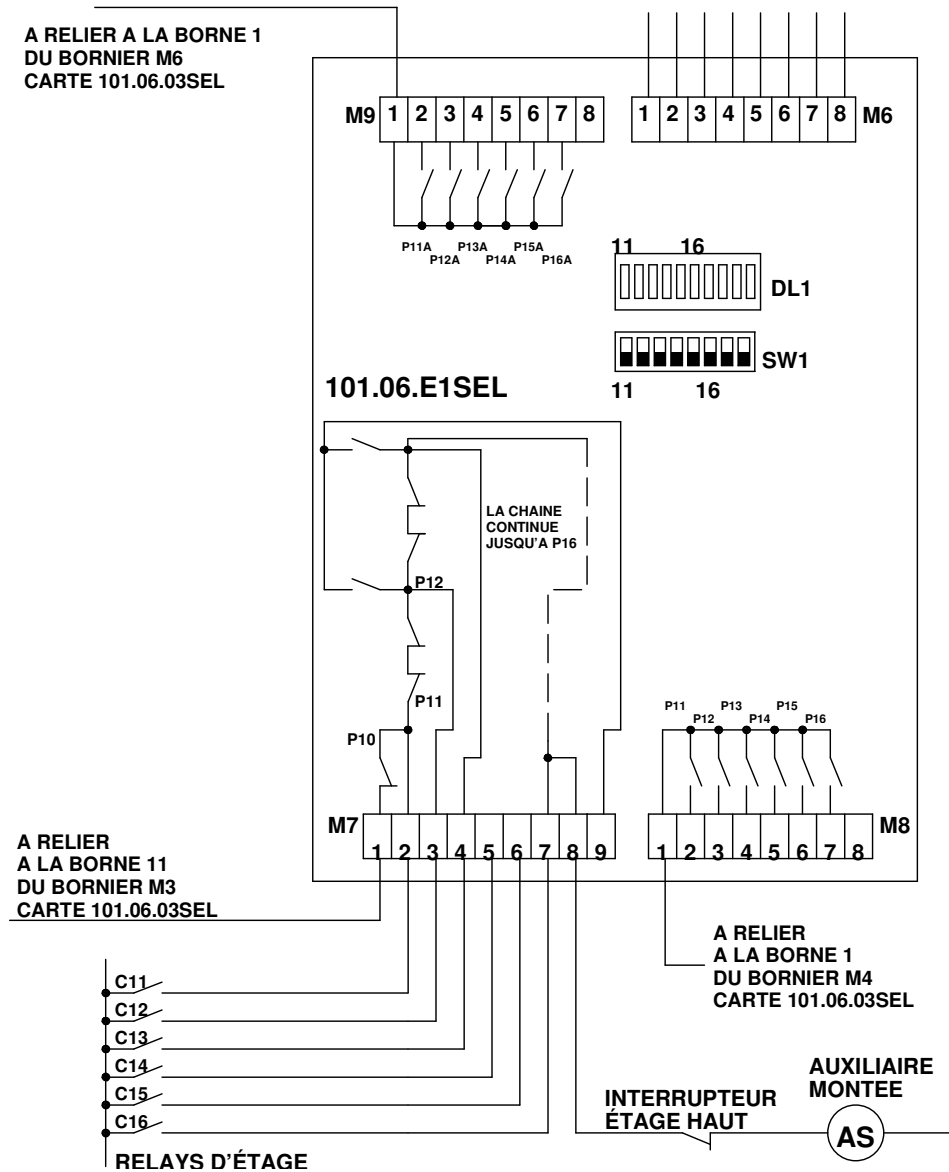 A RELIER A LA BORNE 1
DU BORNIER M6
CARTE 101.06.03SEL
M9 1 2 3 4 5 6 7 8
1 2 3 4 5 6 7 8 M6
P11A P13A P15A
P12A P14A P16A
11 16
DL1
SW1
11 16
101.06.E1SEL
LA CHAINE
CONTINUE
JUSQU'A P16
P12
P11
P10
P11 P13 P15
P12 P14 P16
M7 1 2 3 4 5 6 7 8 9
1 2 3 4 5 6 7 8 M8
A RELIER
A LA BORNE 11
DU BORNIER M3
CARTE 101.06.03SEL
A RELIER
A LA BORNE 1
DU BORNIER M4
CARTE 101.06.03SEL
C11
C12
C13
C14
C15
C16
RELAYS D'ÉTAGE
INTERRUPTEUR
ÉTAGE HAUT
AUXILIAIRE
MONTEE
AS